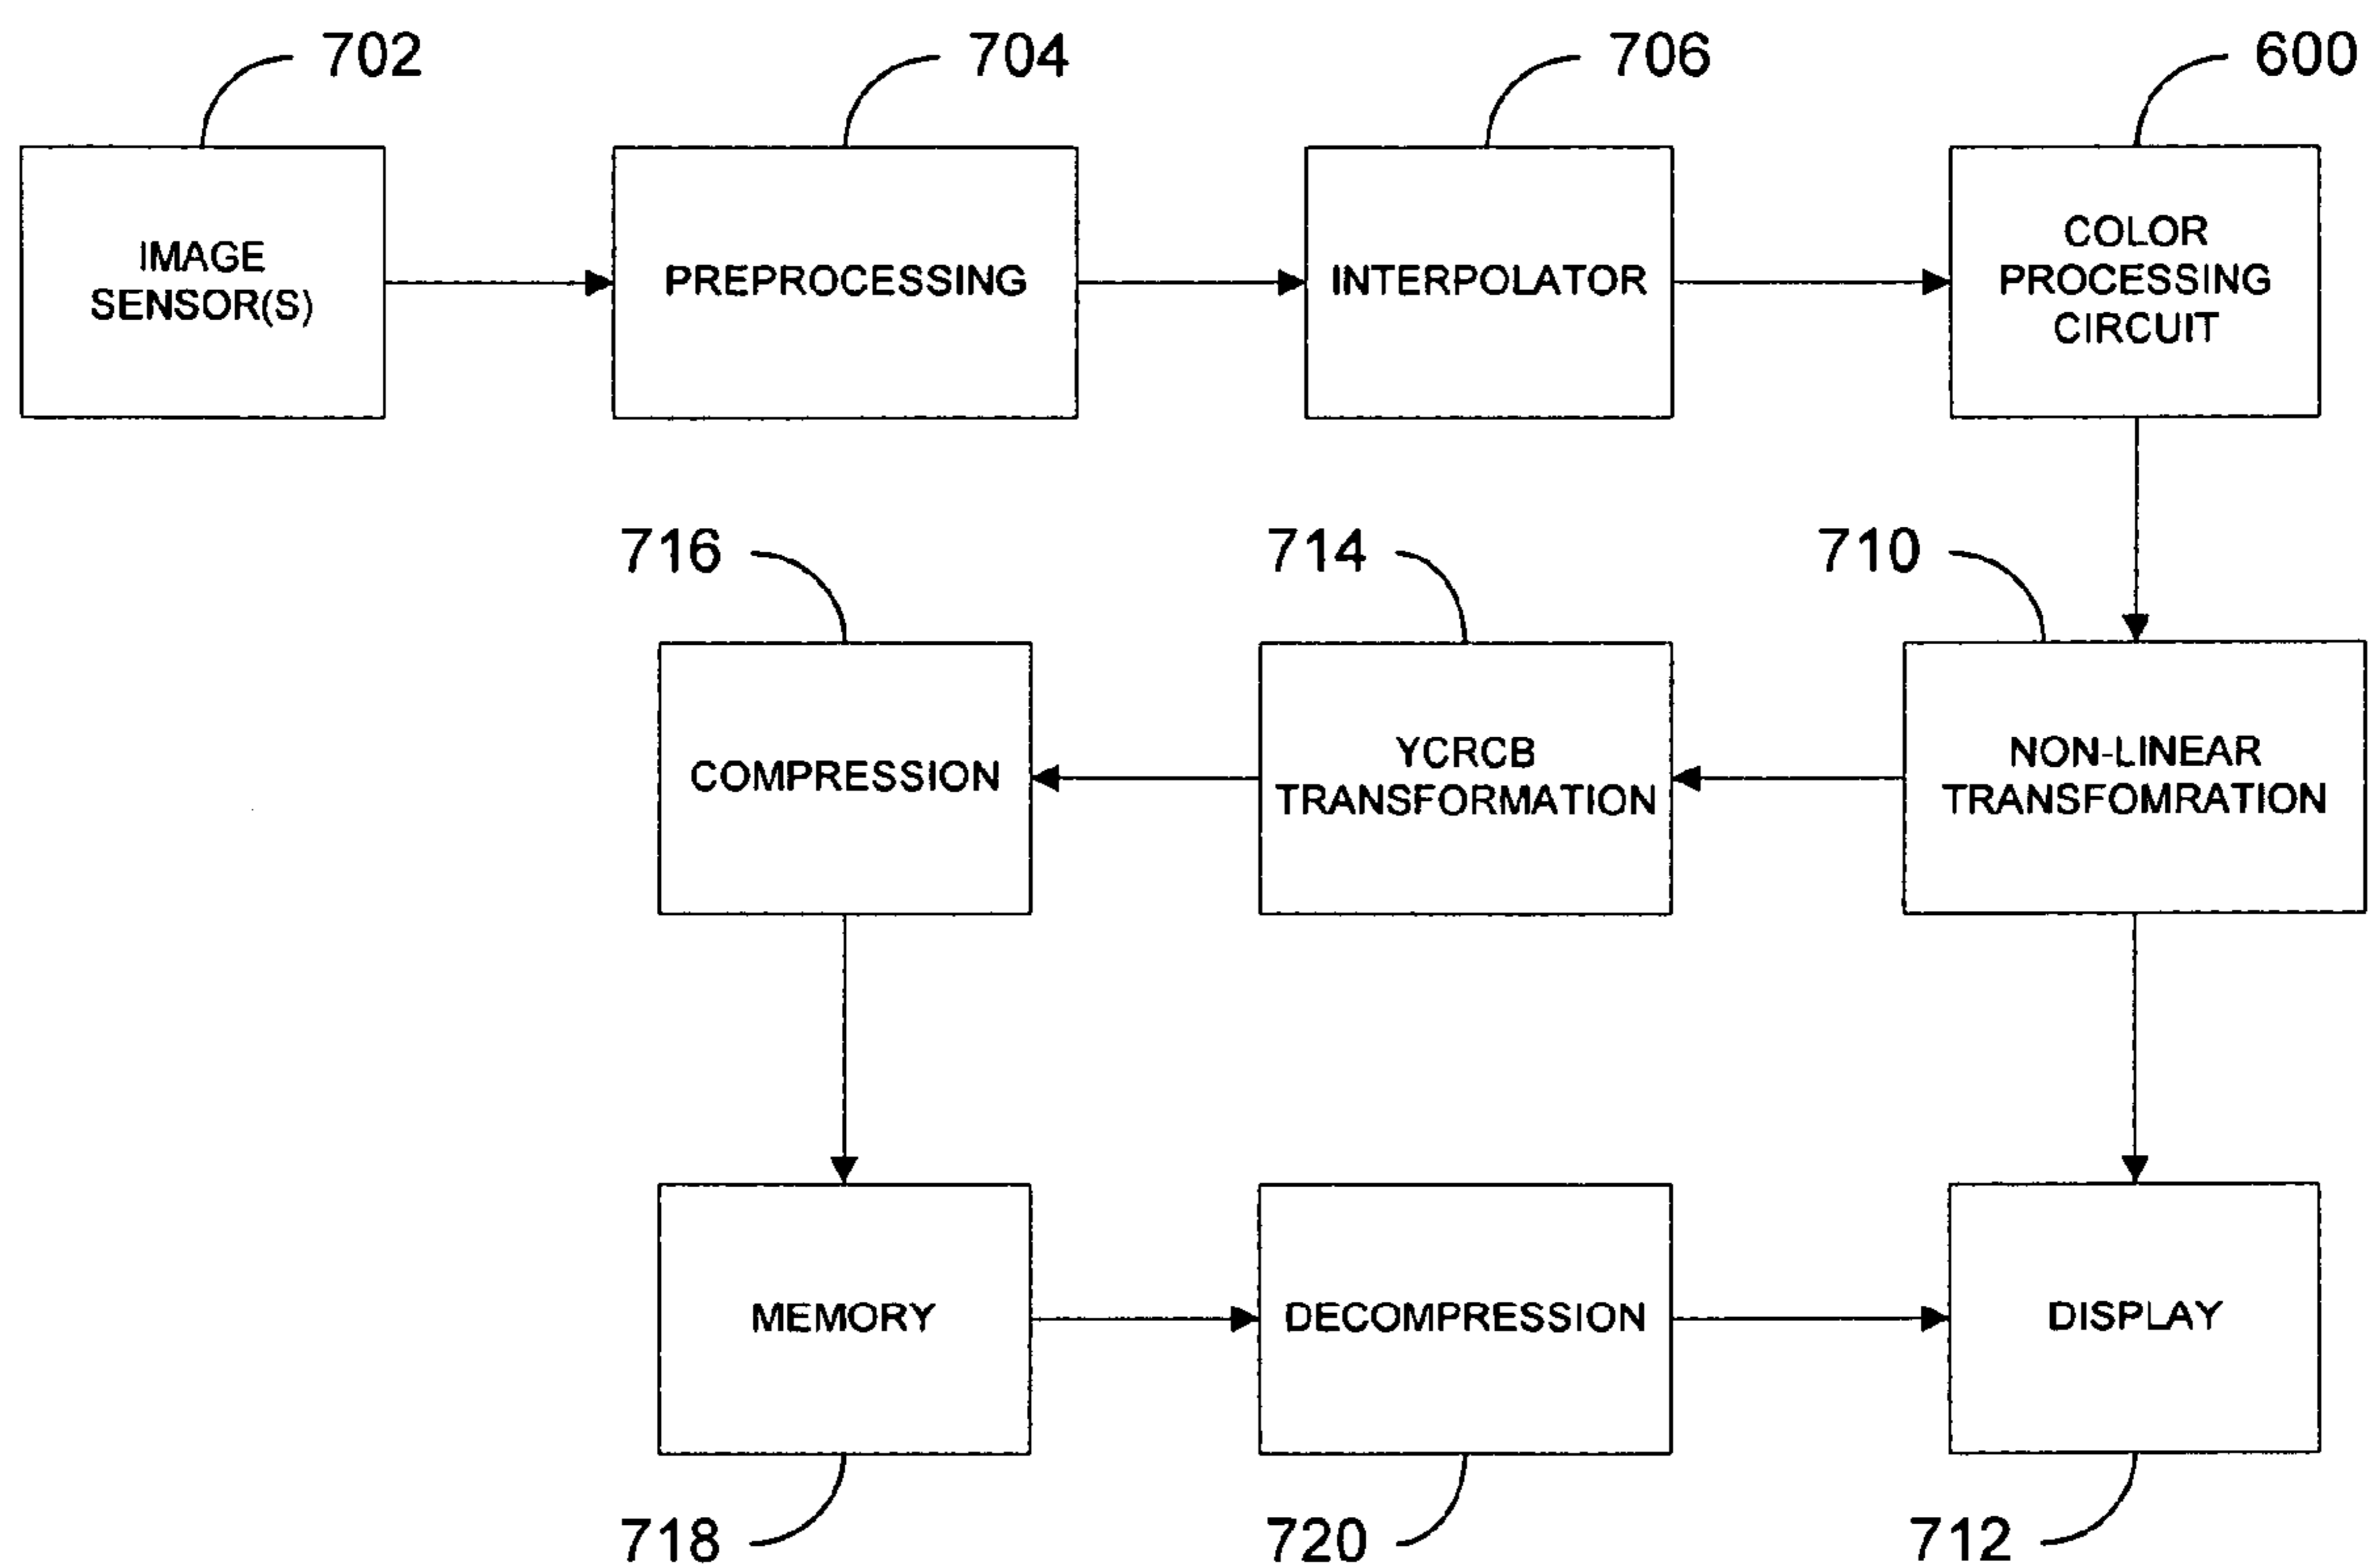 702
704
706
600
IMAGE
SENSOR(S)
PREPROCESSING
INTERPOLATOR
COLOR
PROCESSING
CIRCUIT
716
714
710
COMPRESSION
YCRCB
TRANSFORMATION
NON-LINEAR
TRANSFOMRATION
MEMORY
DECOMPRESSION
DISPLAY
718
720
712